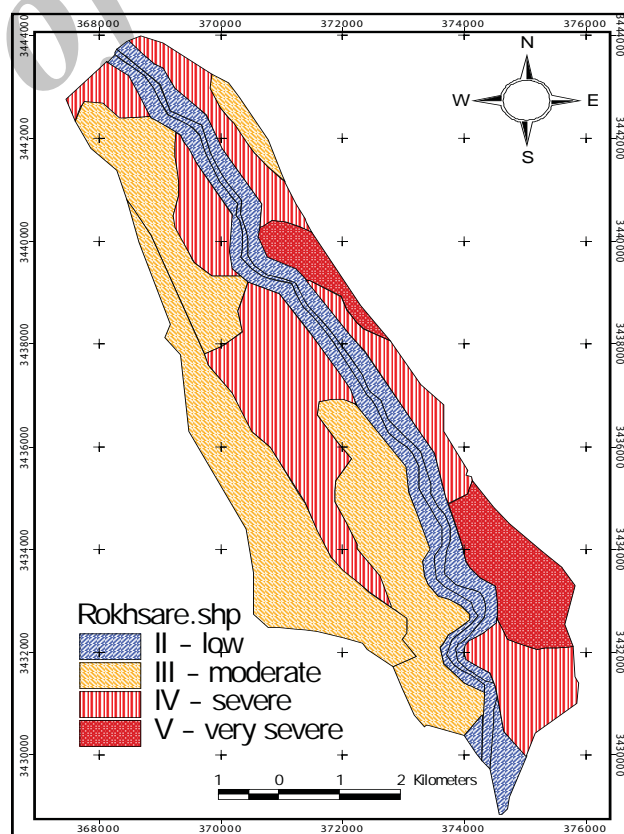 368000 370000 372000 374000 376000
3444000 3444000
N
W E
S
3442000 3442000
3440000 3440000
3438000 3438000
3436000 3436000
3434000 3434000
Rokhsare.shp
II - low
3432000 3432000
III - moderate
IV - severe
V - very severe
3430000 3430000
1 0 1 2 Kilometers
368000 370000 372000 374000 376000